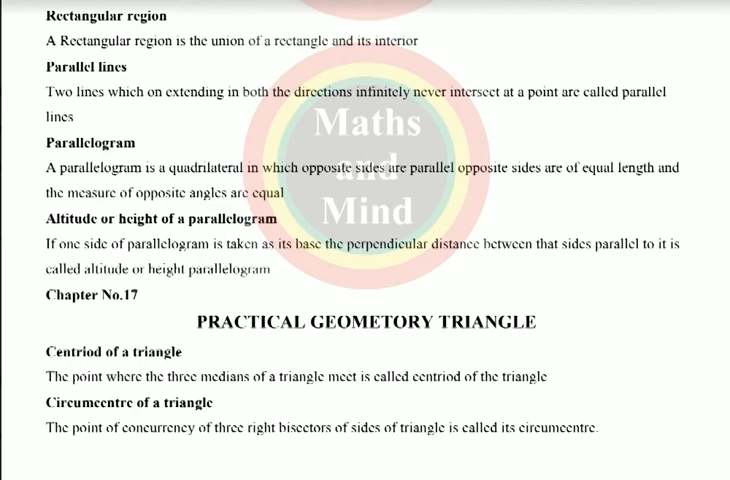 Rectangular region
A Rectangular region is the union of a rectangle and its interior
Parallel lines
Two lines which on extending in both the directions infinitely never intersect at a point are called parallel
lines
Parallelogram
A parallelogram is a quadrilateral in which opposite sides are parallel opposite sides are of equal length and
the measure of opposite angles are equal
Altitude or height of a parallelogram
If one side of parallelogram is taken as its base the perpendicular distance between that sides parallel to it is
called altitude or height parallelogram
Chapter No.17
PRACTICAL GEOMETORY TRIANGLE
Centriod of a triangle
The point where the three medians of a triangle meet is called centriod of the triangle
Circumcentre of a triangle
The point of concurrency of three right bisectors of sides of triangle is called its circumcentre.
Maths
and
Mind